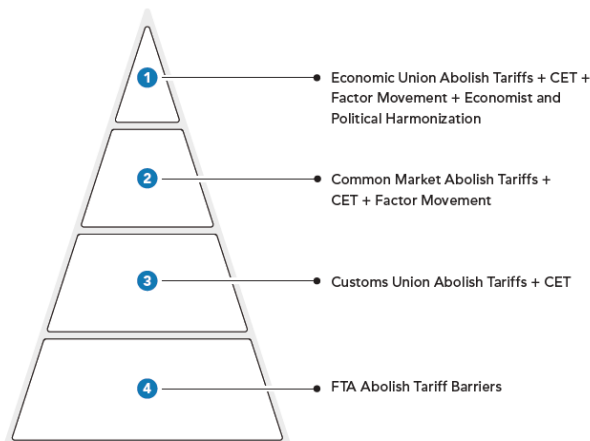 1
Economic Union Abolish Tariffs + CET +
Factor Movement + Economist and
Political Harmonization
2
Common Market Abolish Tariffs +
CET + Factor Movement
3
Customs Union Abolish Tariffs + CET
4
FTA Abolish Tariff Barriers